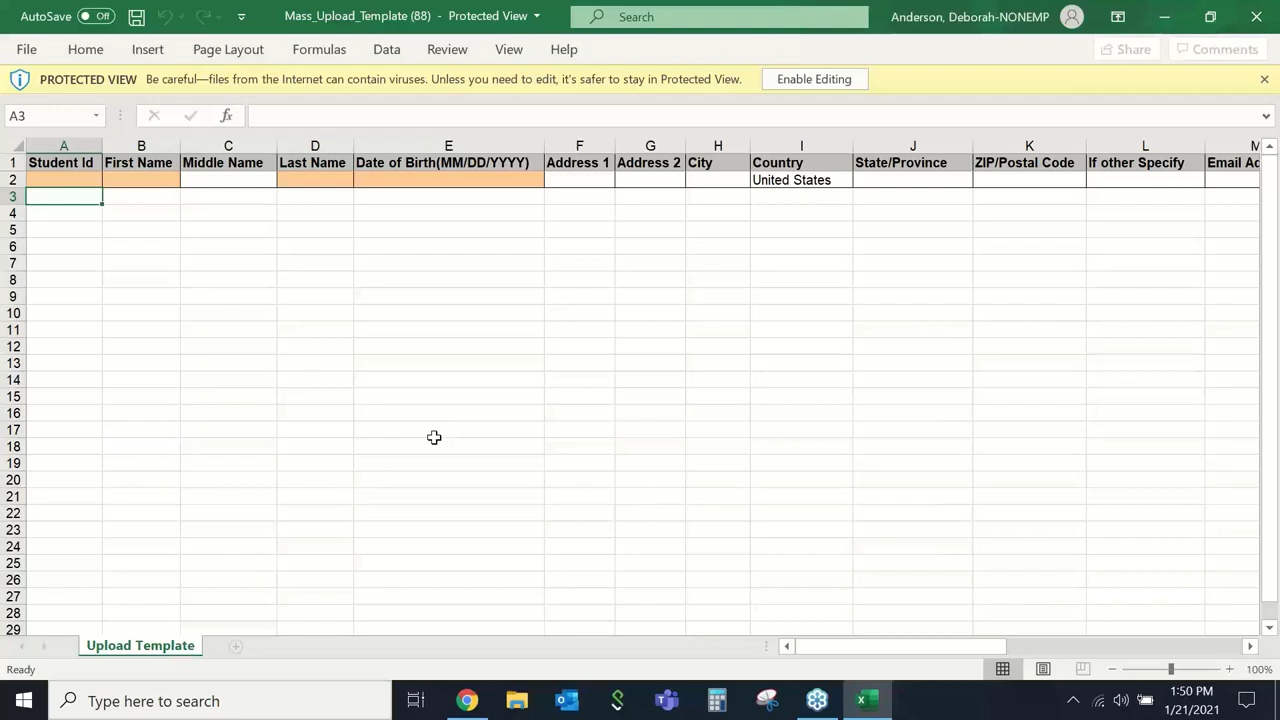 AutoSave Off Mass_Upload_Template (88) - Protected View Search Anderson, Deborah-NONEMP
File Home Insert Page Layout Formulas Data Review View Help Share Comments
PROTECTED VIEW Be careful—files from the Internet can contain viruses. Unless you need to edit, it's safer to stay in Protected View. Enable Editing
A3 fx
A B C D E F G H I J K L M
1 Student Id First Name Middle Name Last Name Date of Birth(MM/DD/YYYY) Address 1 Address 2 City Country State/Province ZIP/Postal Code If other Specify Email Ac
2 United States
3
4
5
6
7
8
9
10
11
12
13
14
15
16
17
18
19
20
21
22
23
24
25
26
27
28
29
Upload Template
Ready 100%
Type here to search 1:50 PM
1/21/2021